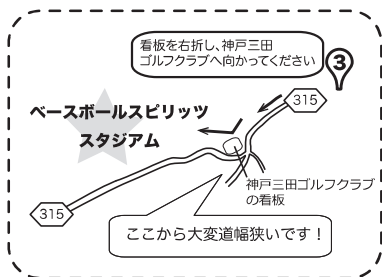 看板を右折し、神戸三田
ゴルフクラブへ向かってください
3
315
ベースボールスピリッツ
スタジアム
神戸三田ゴルフクラブ
の看板
315
ここから大変道幅狭いです！